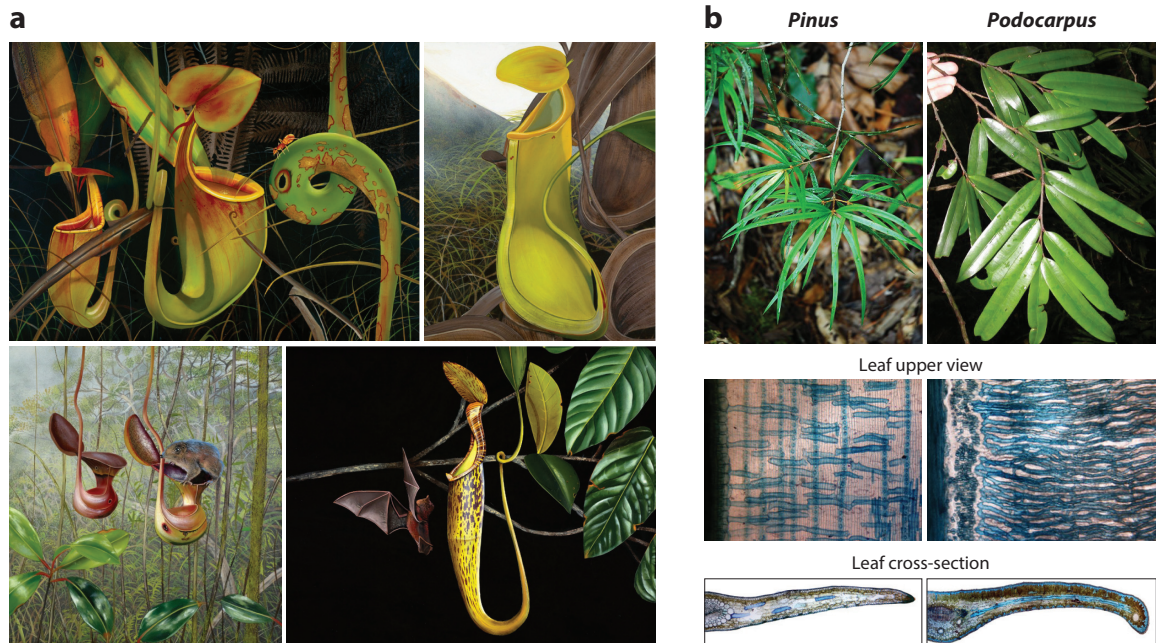 a
b
Pinus
Podocarpus
Leaf upper view
Leaf cross-section